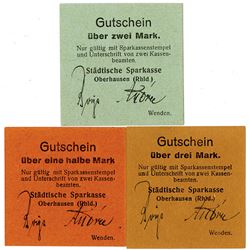 Gutschein
über zwei Mark.
Nur gültig mit Sparkassenstempel
und Unterschrift von zwei Kassen-
beamten.
Städtische Sparkasse
Oberhausen (Rhld.)
Wenden.
Gutschein
über eine halbe Mark
Nur gültig mit Sparkassenstempel
und Unterschrift von zwei Kassen-
beamten.
Städtische Sparkasse
Oberhausen (Rhld.)
Wenden.
Gutschein
über drei Mark.
Nur gültig mit Sparkassenstempel
und Unterschrift von zwei Kassen-
beamten.
Städtische Sparkasse
Oberhausen (Rhld.)
Wenden.